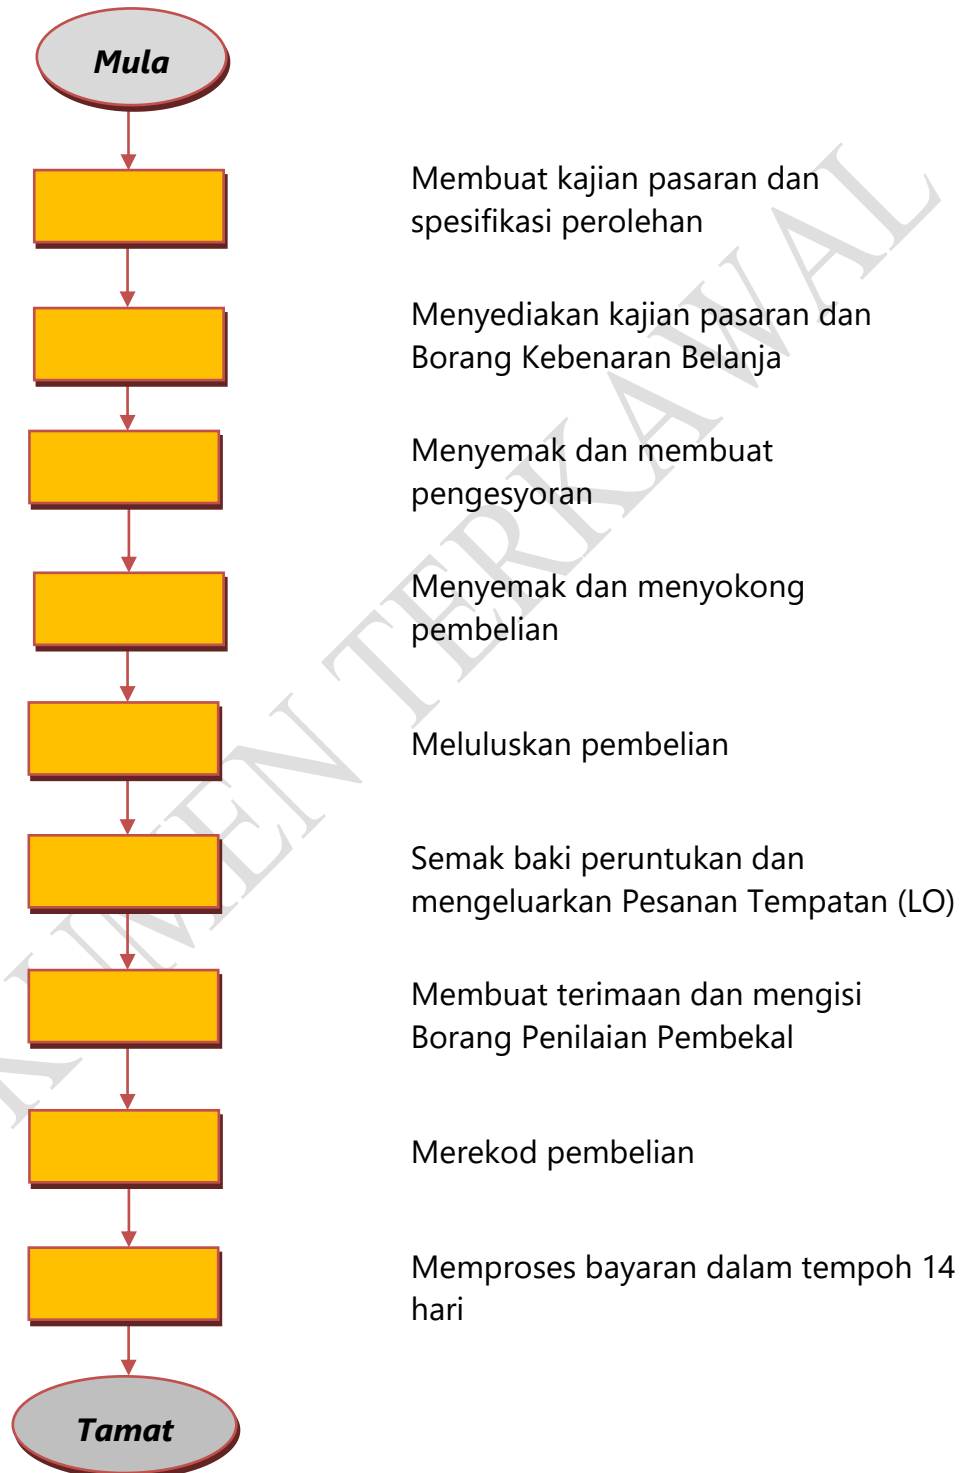 Mula
Membuat kajian pasaran dan
spesifikasi perolehan
Menyediakan kajian pasaran dan
Borang Kebenaran Belanja
Menyemak dan membuat
pengesyoran
Menyemak dan menyokong
pembelian
Meluluskan pembelian
Semak baki peruntukan dan
mengeluarkan Pesanan Tempatan (LO)
Membuat terimaan dan mengisi
Borang Penilaian Pembekal
Merekod pembelian
Memproses bayaran dalam tempoh 14
hari
Tamat
KUMEN TERKAWAL